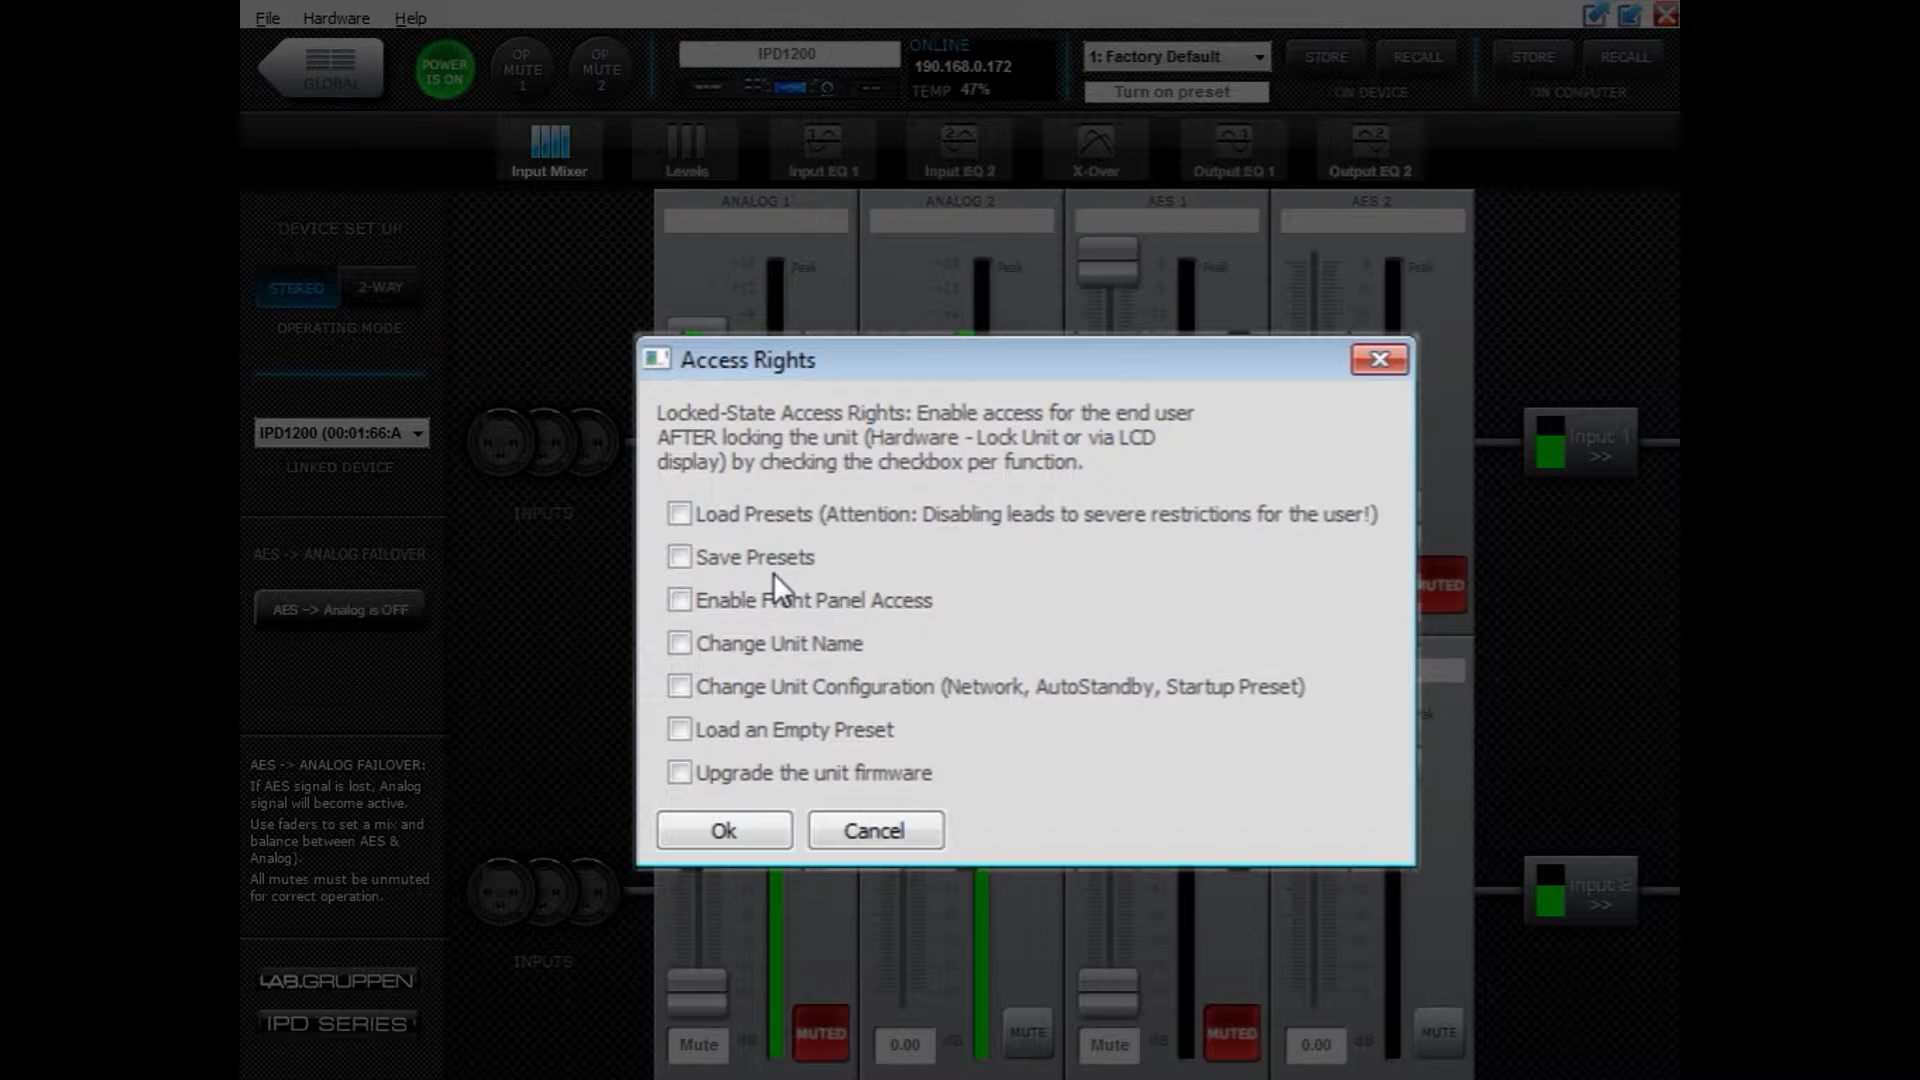 File Hardware Help
GLOBAL
POWER IS ON
OP MUTE 1
OP MUTE 2
IPD1200
ONLINE
190.168.0.172
TEMP 47%
1: Factory Default
Turn on preset
STORE RECALL
ON DEVICE
STORE RECALL
ON COMPUTER
Input Mixer
Levels
Input EQ 1
Input EQ 2
X-Over
Output EQ 1
Output EQ 2
DEVICE SET UP
STEREO 2-WAY
OPERATING MODE
IPD1200 (00:01:66:A
LINKED DEVICE
AES -> ANALOG FAILOVER
AES -> Analog is OFF
AES -> ANALOG FAILOVER:
If AES signal is lost, Analog
signal will become active.
Use faders to set a mix and
balance between AES &
Analog).
All mutes must be unmuted
for correct operation.
LAB.GRUPPEN
IPD SERIES
INPUTS
INPUTS
ANALOG 1
ANALOG 2
AES 1
AES 2
Peak
Peak
Peak
Peak
Access Rights
Locked-State Access Rights: Enable access for the end user
AFTER locking the unit (Hardware - Lock Unit or via LCD
display) by checking the checkbox per function.
Load Presets (Attention: Disabling leads to severe restrictions for the user!)
Save Presets
Enable Front Panel Access
Change Unit Name
Change Unit Configuration (Network, AutoStandby, Startup Preset)
Load an Empty Preset
Upgrade the unit firmware
Ok
Cancel
MUTED
Input 1
>>
Input 2
>>
Mute dB MUTED
0.00 dB MUTE
Mute dB MUTED
0.00 dB MUTE